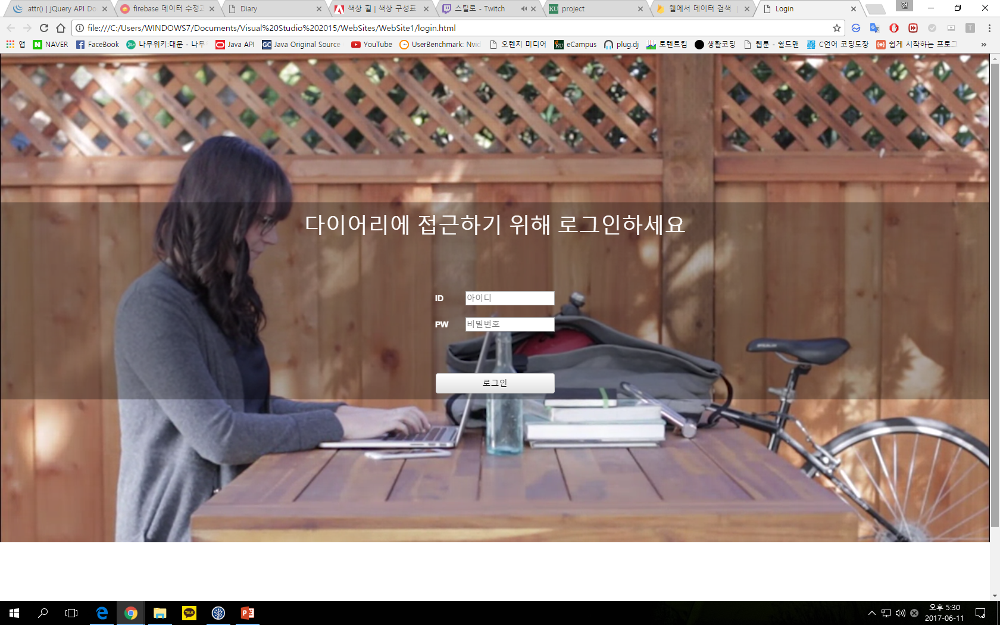 .attr() | jQuery API Do
firebase 데이터 수정고
Diary
색상 휠 | 색상 구성표
스틸로 - Twitch
KU project
웹에서 데이터 검색 |
Login
file:///C:/Users/WINDOWS7/Documents/Visual%20Studio%202015/WebSites/WebSite1/login.html
앱
NAVER
FaceBook
나무위키:대문 - 나무
Java API
GC Java Original Source
YouTube
UserBenchmark: Nvid
오렌지 미디어
KU eCampus
plug.dj
토렌트킴
생활코딩
웹툰 - 쉴드맨
C언어 코딩도장
쉽게 시작하는 프로그
»
다이어리에 접근하기 위해 로그인하세요
ID 아이디
PW 비밀번호
로그인
TALK
오후 5:30
2017-06-11